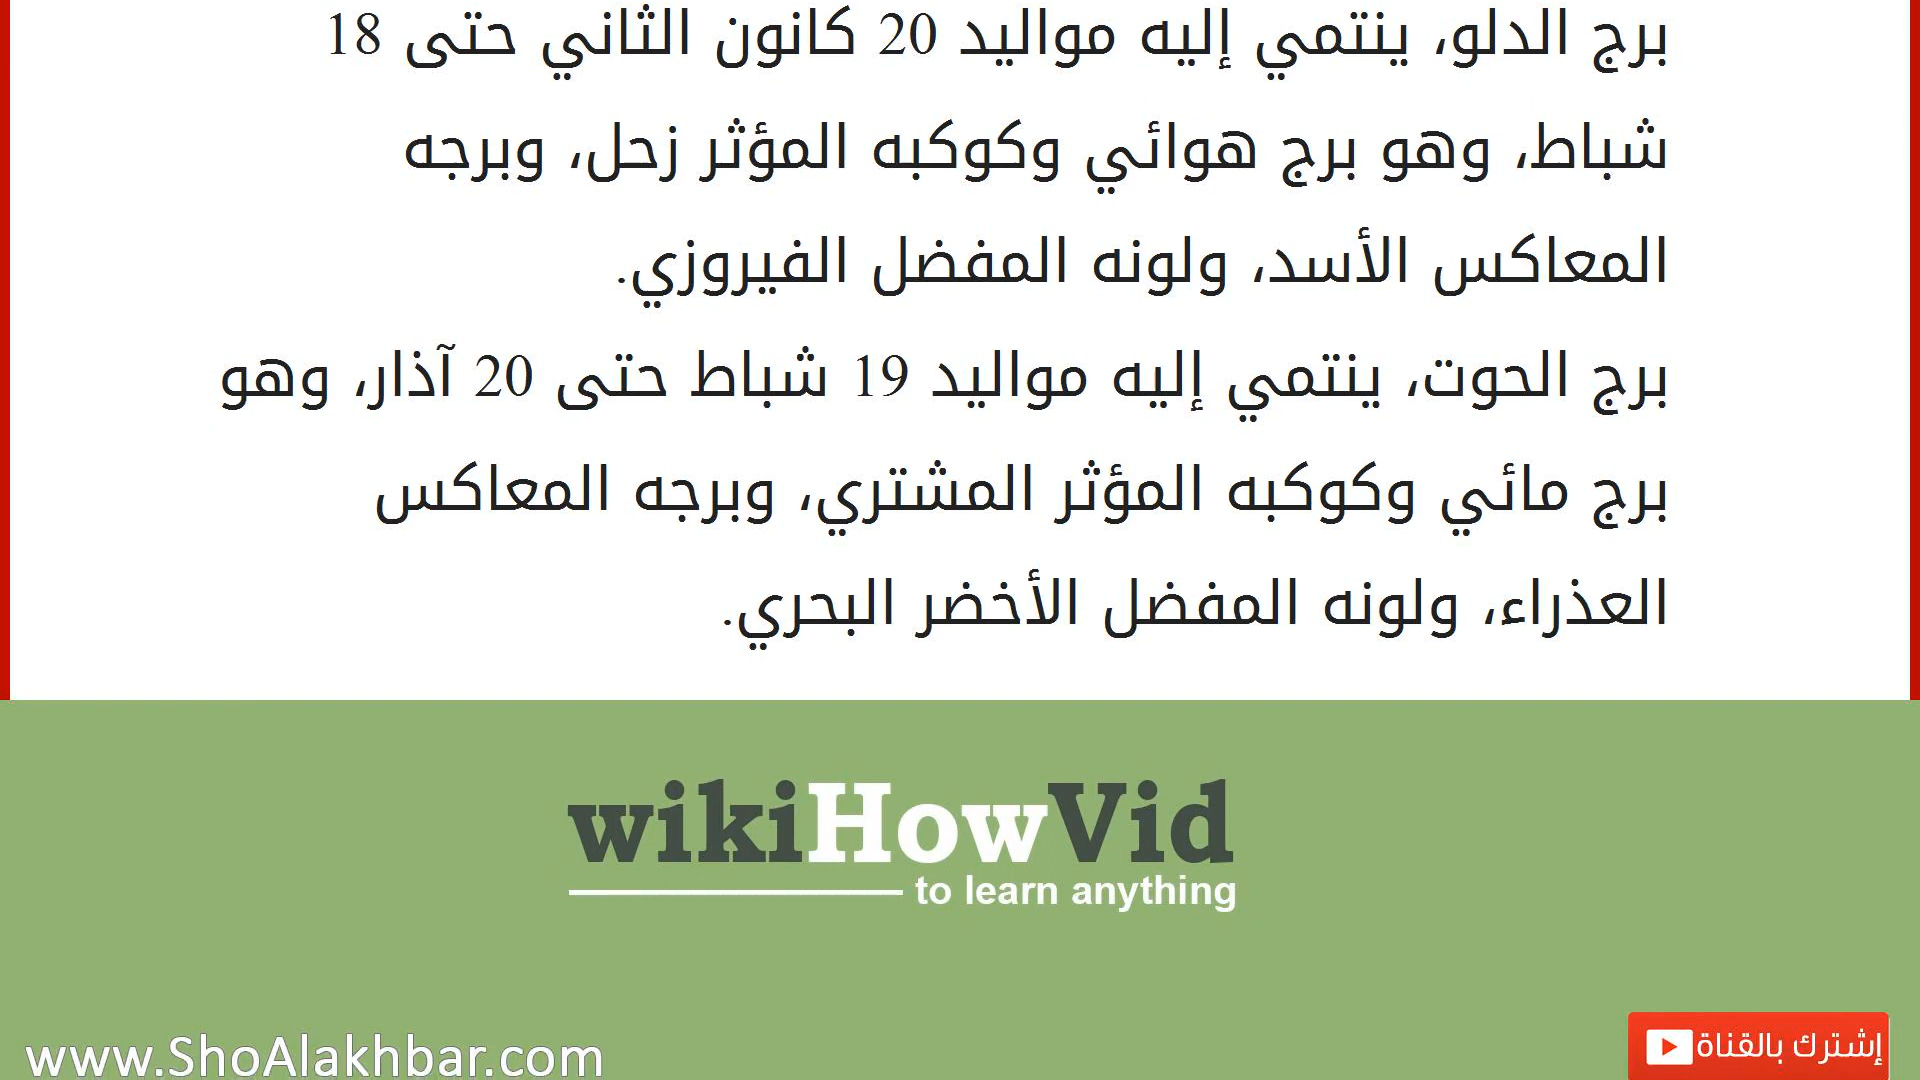 برج الدلو، ينتمي إليه مواليد 20 كانون الثاني حتى 18
شباط، وهو برج هوائي وكوكبه المؤثر زحل، وبرجه
المعاكس الأسد، ولونه المفضل الفيروزي.
برج الحوت، ينتمي إليه مواليد 19 شباط حتى 20 آذار، وهو
برج مائي وكوكبه المؤثر المشتري، وبرجه المعاكس
العذراء، ولونه المفضل الأخضر البحري.
wikiHowVid
to learn anything
www.ShoAlakhbar.com
إشترك بالقناة